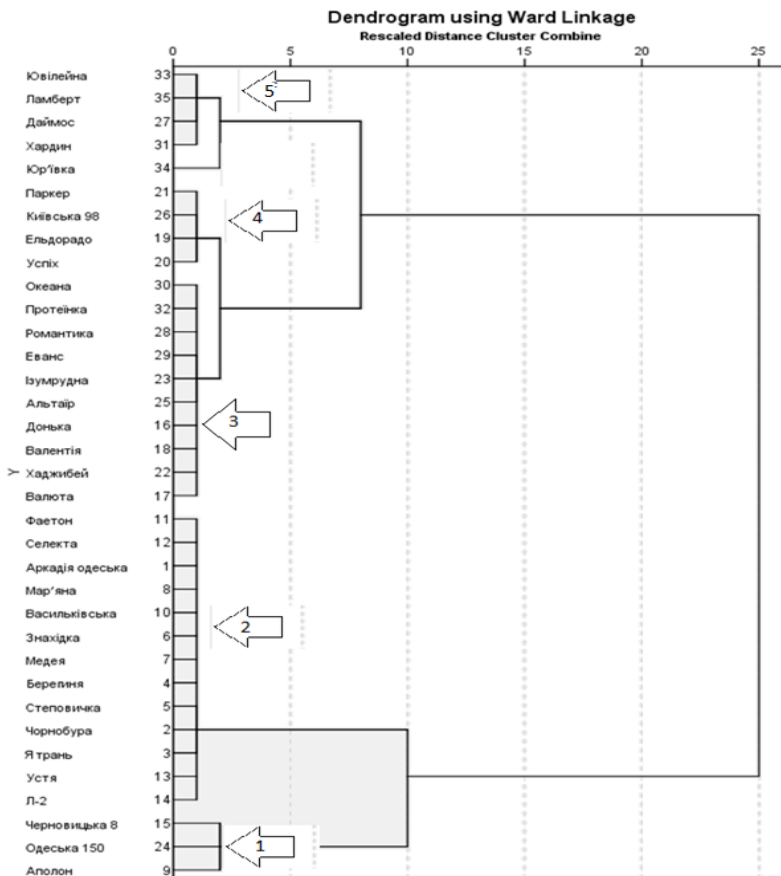 Dendrogram using Ward Linkage
Rescaled Distance Cluster Combine
0 5 10 15 20 25
Ювілейна 33
Ламберт 35
5
Даймос 27
Хардин 31
Юр'ївка 34
Паркер 21
Київська 98 26
4
Ельдорадо 19
Успіх 20
Океана 30
Протеїнка 32
Романтика 28
Еванс 29
Ізумрудна 23
Альтаїр 25
Донька 16
3
Валентія 18
Y
Хаджибей 22
Валюта 17
Фаетон 11
Селекта 12
Аркадія одеська 1
Мар'яна 8
Васильківська 10
2
Знахідка 6
Медея 7
Берегиня 4
Степовичка 5
Чорнобура 2
Ятрань 3
Устя 13
Л-2 14
Черновицька 8 15
Одеська 150 24
1
Аполон 9